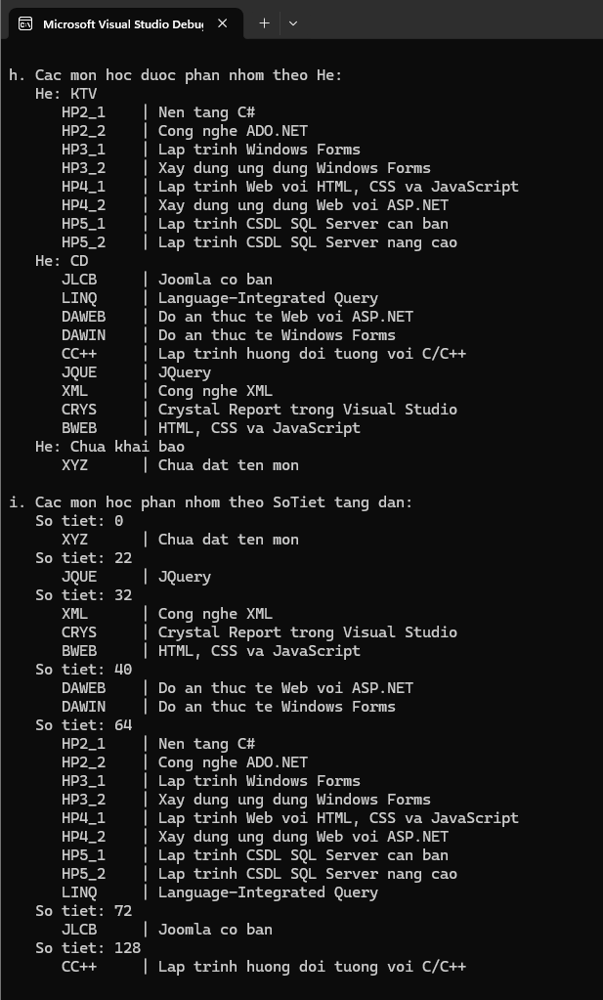 Microsoft Visual Studio Debug
h. Cac mon hoc duoc phan nhom theo He:
He: KTV
HP2_1 | Nen tang C#
HP2_2 | Cong nghe ADO.NET
HP3_1 | Lap trinh Windows Forms
HP3_2 | Xay dung ung dung Windows Forms
HP4_1 | Lap trinh Web voi HTML, CSS va JavaScript
HP4_2 | Xay dung ung dung Web voi ASP.NET
HP5_1 | Lap trinh CSDL SQL Server can ban
HP5_2 | Lap trinh CSDL SQL Server nang cao
He: CD
JLCB | Joomla co ban
LINQ | Language-Integrated Query
DAWEB | Do an thuc te Web voi ASP.NET
DAWIN | Do an thuc te Windows Forms
CC++ | Lap trinh huong doi tuong voi C/C++
JQUE | JQuery
XML | Cong nghe XML
CRYS | Crystal Report trong Visual Studio
BWEB | HTML, CSS va JavaScript
He: Chua khai bao
XYZ | Chua dat ten mon
i. Cac mon hoc phan nhom theo SoTiet tang dan:
So tiet: 0
XYZ | Chua dat ten mon
So tiet: 22
JQUE | JQuery
So tiet: 32
XML | Cong nghe XML
CRYS | Crystal Report trong Visual Studio
BWEB | HTML, CSS va JavaScript
So tiet: 40
DAWEB | Do an thuc te Web voi ASP.NET
DAWIN | Do an thuc te Windows Forms
So tiet: 64
HP2_1 | Nen tang C#
HP2_2 | Cong nghe ADO.NET
HP3_1 | Lap trinh Windows Forms
HP3_2 | Xay dung ung dung Windows Forms
HP4_1 | Lap trinh Web voi HTML, CSS va JavaScript
HP4_2 | Xay dung ung dung Web voi ASP.NET
HP5_1 | Lap trinh CSDL SQL Server can ban
HP5_2 | Lap trinh CSDL SQL Server nang cao
LINQ | Language-Integrated Query
So tiet: 72
JLCB | Joomla co ban
So tiet: 128
CC++ | Lap trinh huong doi tuong voi C/C++